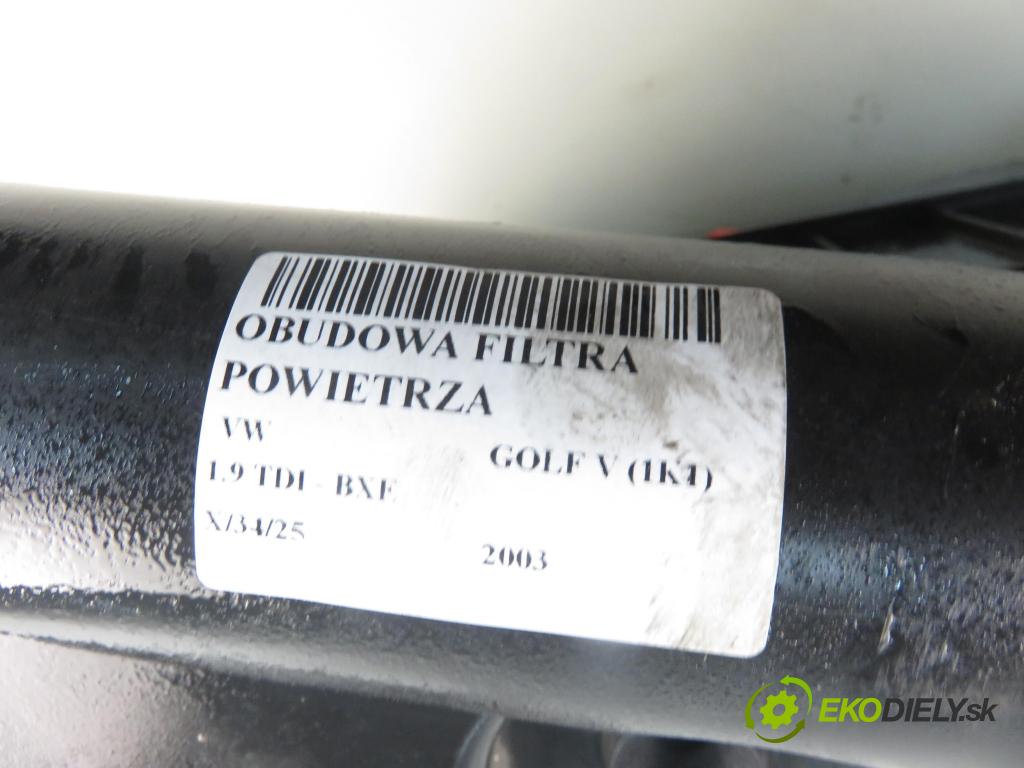 OBUDOWA FILTRA
POWIETRZA
VW GOLF V (1K1)
1.9 TDI - BXE
X/34/25 2003
EKODIELY.sk